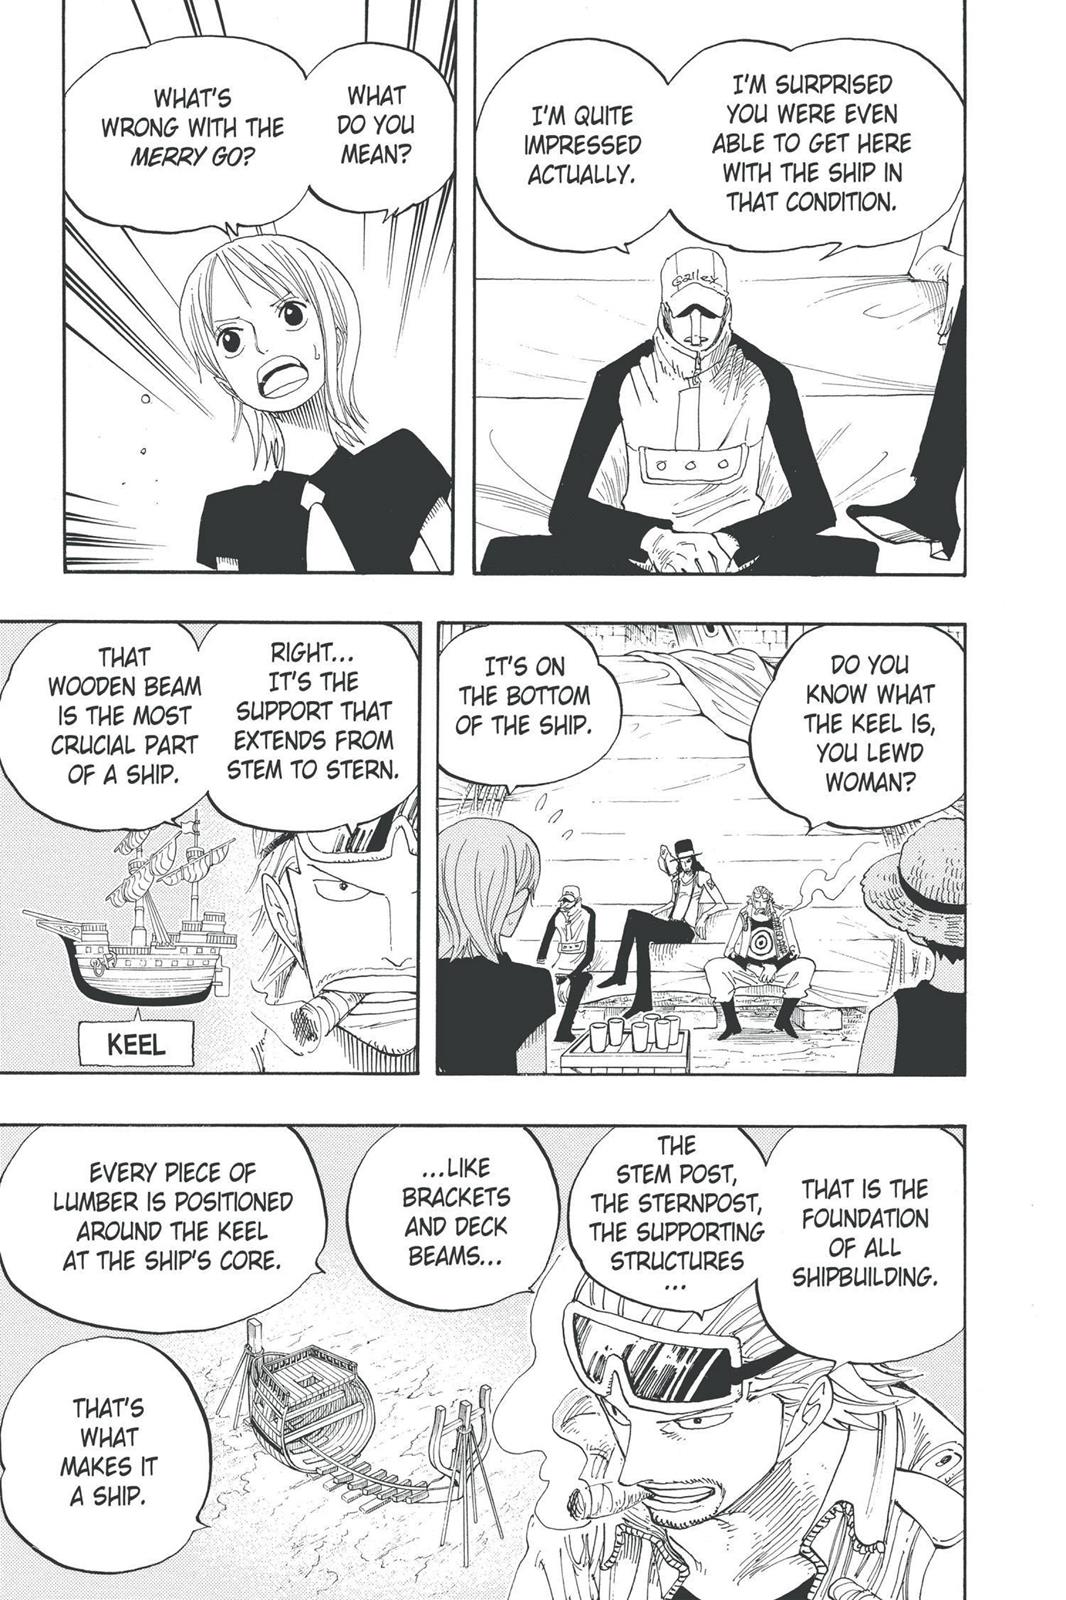 I'M SURPRISED
YOU WERE EVEN
ABLE TO GET HERE
WITH THE SHIP IN
THAT CONDITION.
I'M QUITE
IMPRESSED
ACTUALLY.
Galley
WHAT
DO YOU
MEAN?
WHAT'S
WRONG WITH THE
MERRY GO?
DO YOU
KNOW WHAT
THE KEEL IS,
YOU LEWD
WOMAN?
IT'S ON
THE BOTTOM
OF THE SHIP.
RIGHT...
IT'S THE
SUPPORT THAT
EXTENDS FROM
STEM TO STERN.
THAT
WOODEN BEAM
IS THE MOST
CRUCIAL PART
OF A SHIP.
KEEL
THAT IS THE
FOUNDATION
OF ALL
SHIPBUILDING.
THE
STEM POST,
THE STERNPOST,
THE SUPPORTING
STRUCTURES
...
...LIKE
BRACKETS
AND DECK
BEAMS...
EVERY PIECE OF
LUMBER IS POSITIONED
AROUND THE KEEL
AT THE SHIP'S CORE.
THAT'S
WHAT
MAKES IT
A SHIP.